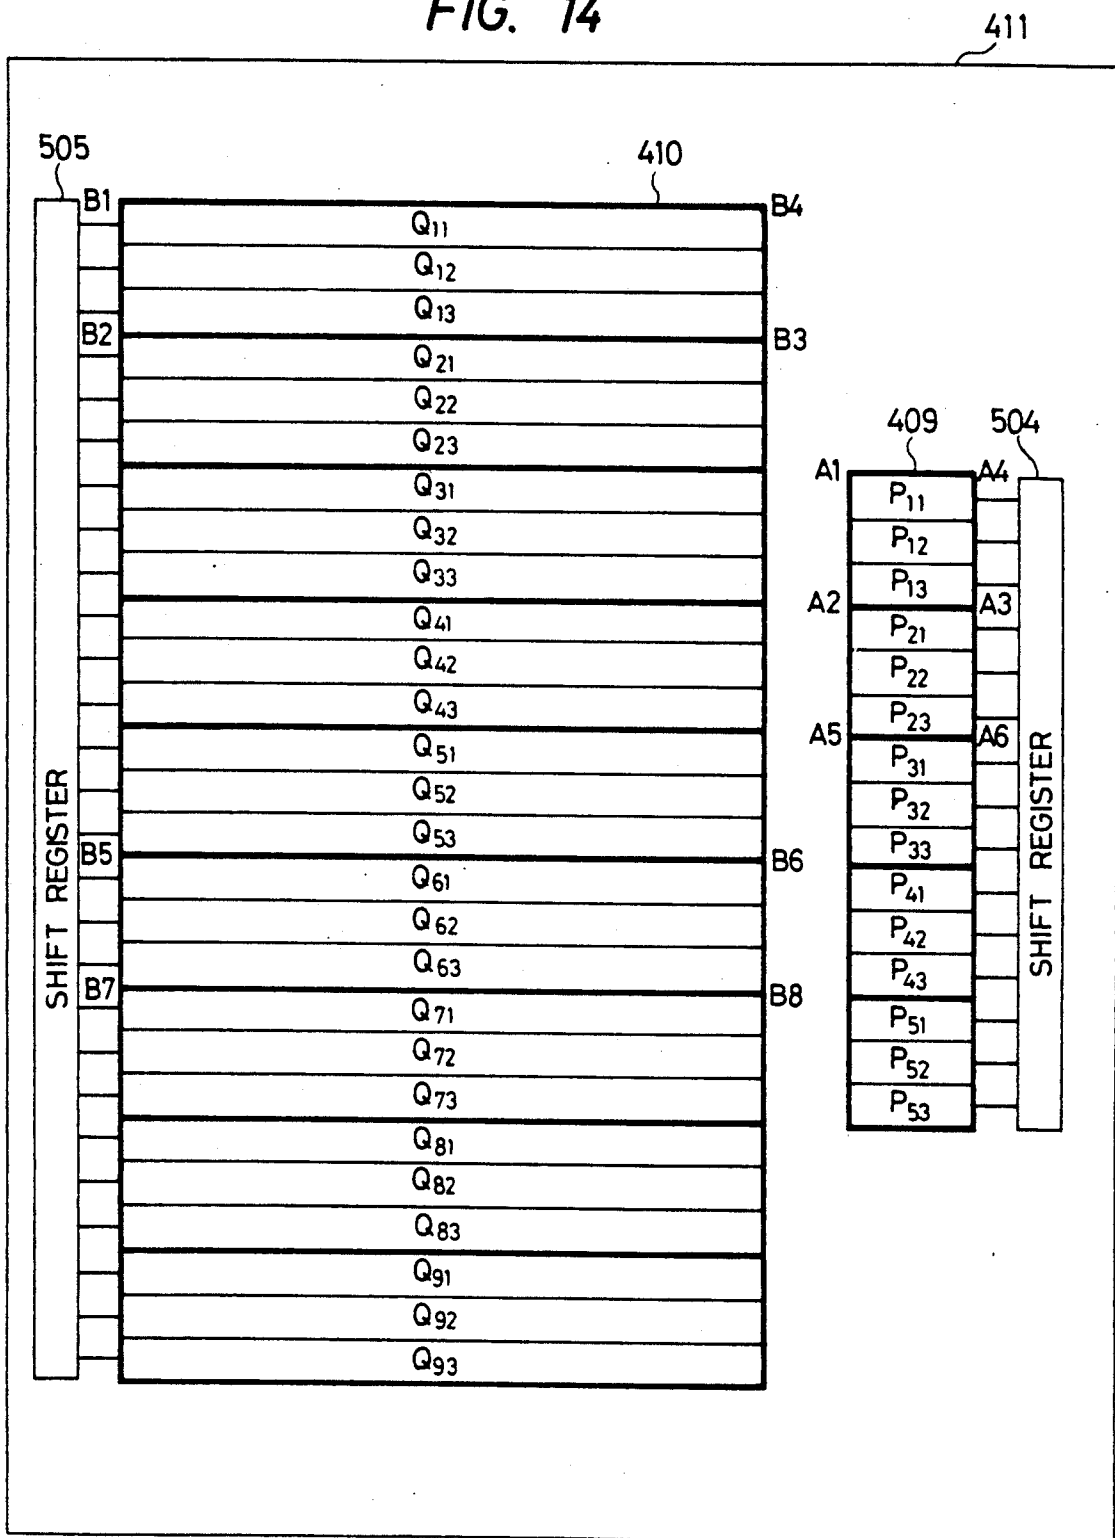 FIG. 14
411
505
410
B1
B4
Q11
Q12
Q13
B2
B3
Q21
Q22
Q23
409
504
A1
A4
Q31
P11
Q32
P12
Q33
P13
A2
A3
Q41
P21
Q42
P22
Q43
P23
A5
A6
Q51
P31
Q52
P32
Q53
P33
B5
B6
Q61
P41
Q62
P42
Q63
P43
B7
B8
Q71
P51
Q72
P52
Q73
P53
Q81
Q82
Q83
Q91
Q92
Q93
SHIFT REGISTER
SHIFT REGISTER